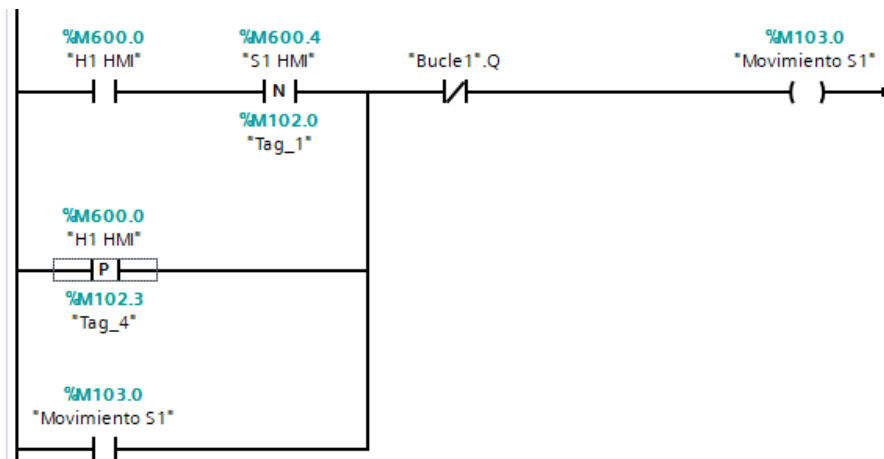 %M600.0
"H1 HMI"
%M600.4
"S1 HMI"
N
%M102.0
"Tag_1"
"Bucle1".Q
%M103.0
"Movimiento S1"
%M600.0
"H1 HMI"
P
%M102.3
"Tag_4"
%M103.0
"Movimiento S1"